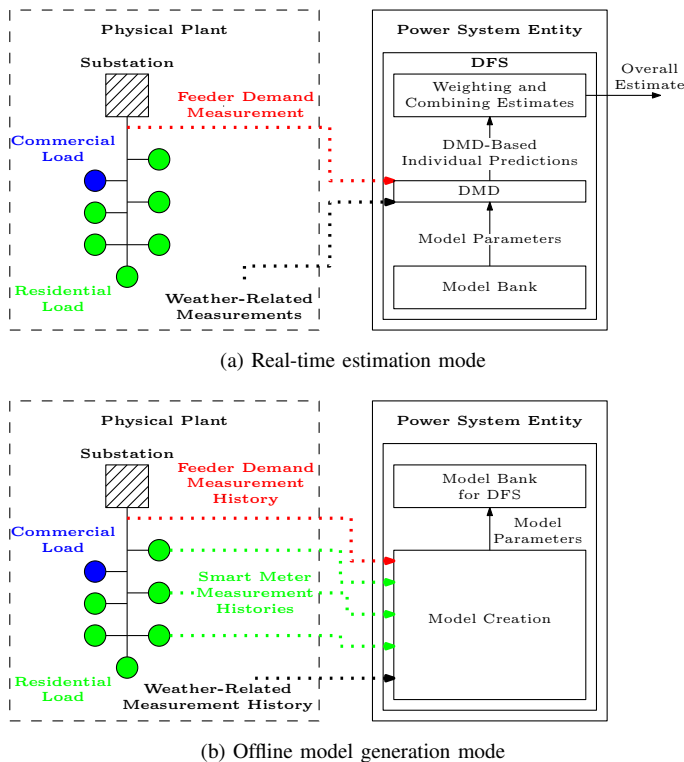 Physical Plant
Power System Entity
Substation
DFS
Feeder Demand
Measurement
Weighting and
Combining Estimates
Overall
Estimate
Commercial
Load
DMD-Based
Individual Predictions
DMD
Model Parameters
Residential
Load
Weather-Related
Measurements
Model Bank
(a) Real-time estimation mode
Physical Plant
Power System Entity
Substation
Feeder Demand
Measurement
History
Model Bank
for DFS
Commercial
Load
Model
Parameters
Smart Meter
Measurement
Histories
Model Creation
Residential
Load
Weather-Related
Measurement History
(b) Offline model generation mode